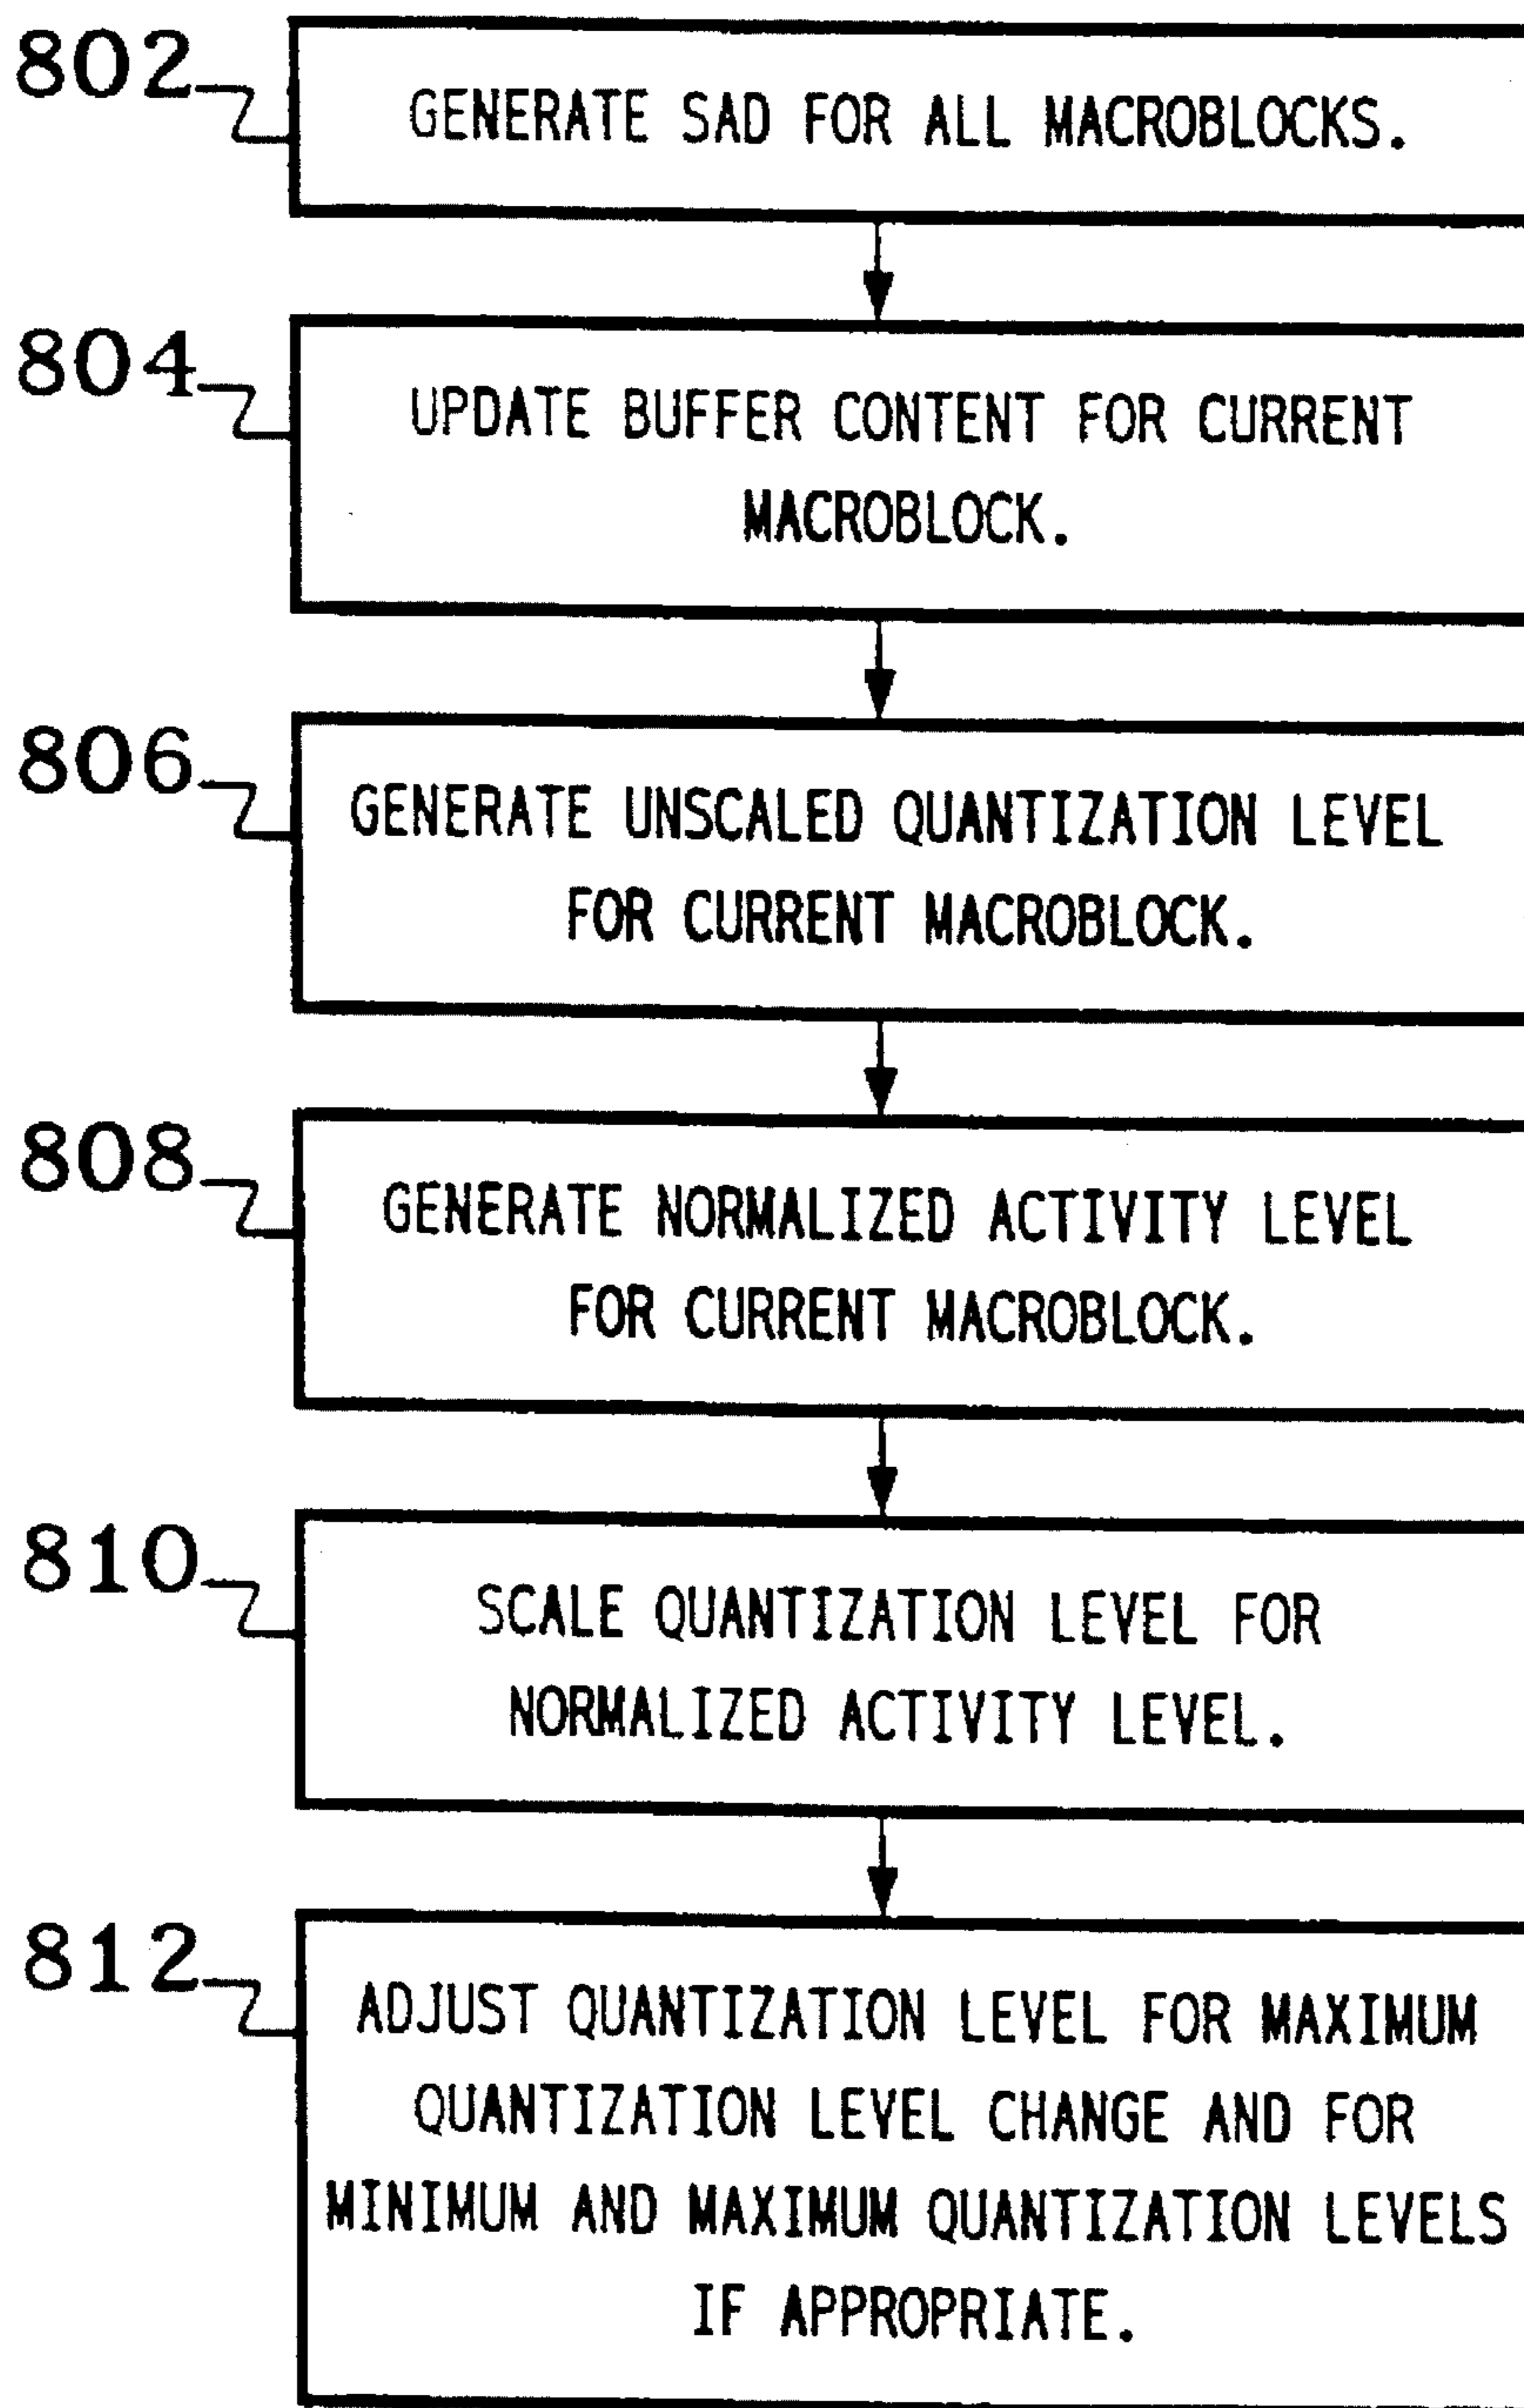 802
GENERATE SAD FOR ALL MACROBLOCKS.
804
UPDATE BUFFER CONTENT FOR CURRENT
MACROBLOCK.
806
GENERATE UNSCALED QUANTIZATION LEVEL
FOR CURRENT MACROBLOCK.
808
GENERATE NORMALIZED ACTIVITY LEVEL
FOR CURRENT MACROBLOCK.
810
SCALE QUANTIZATION LEVEL FOR
NORMALIZED ACTIVITY LEVEL.
812
ADJUST QUANTIZATION LEVEL FOR MAXIMUM
QUANTIZATION LEVEL CHANGE AND FOR
MINIMUM AND MAXIMUM QUANTIZATION LEVELS
IF APPROPRIATE.